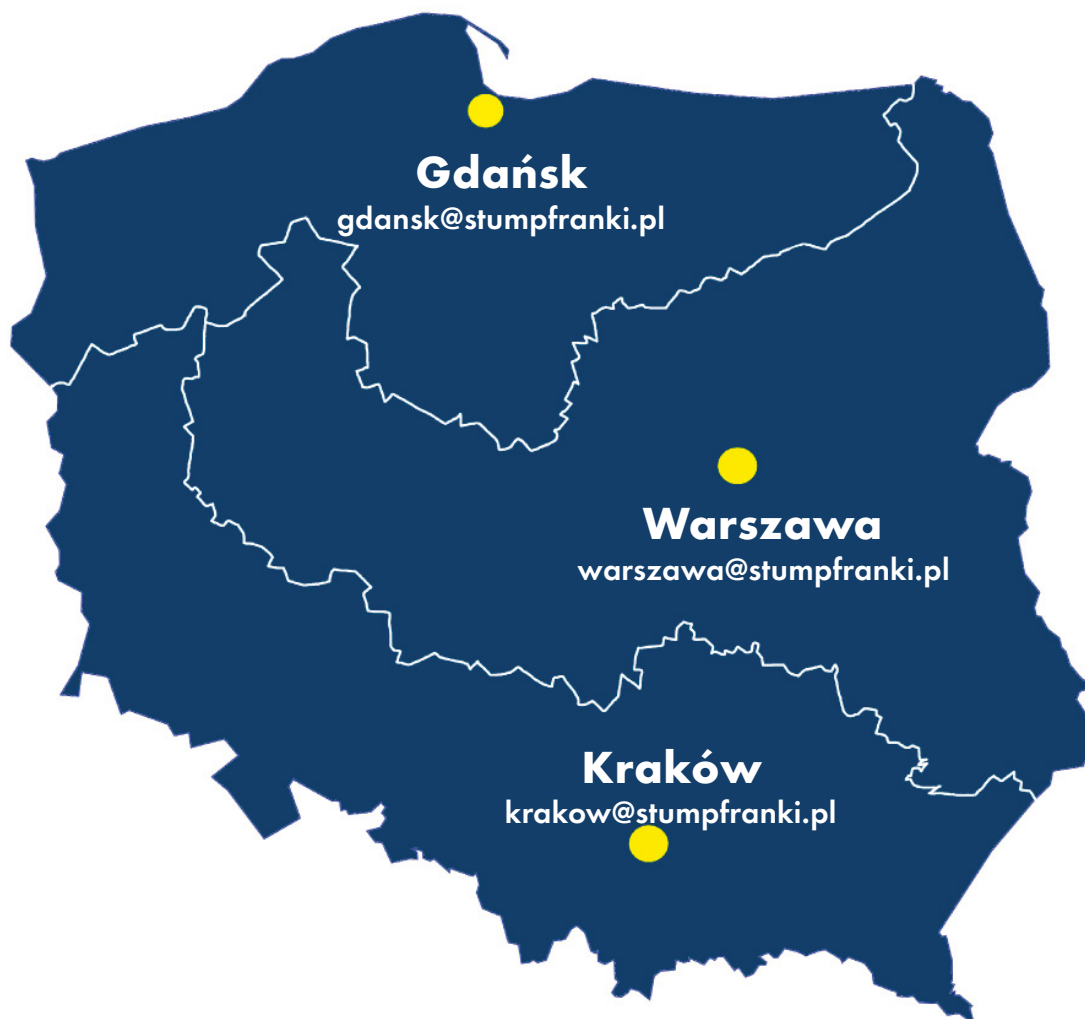 Gdańsk
gdansk@stumpfranki.pl
Warszawa
warszawa@stumpfranki.pl
Kraków
krakow@stumpfranki.pl